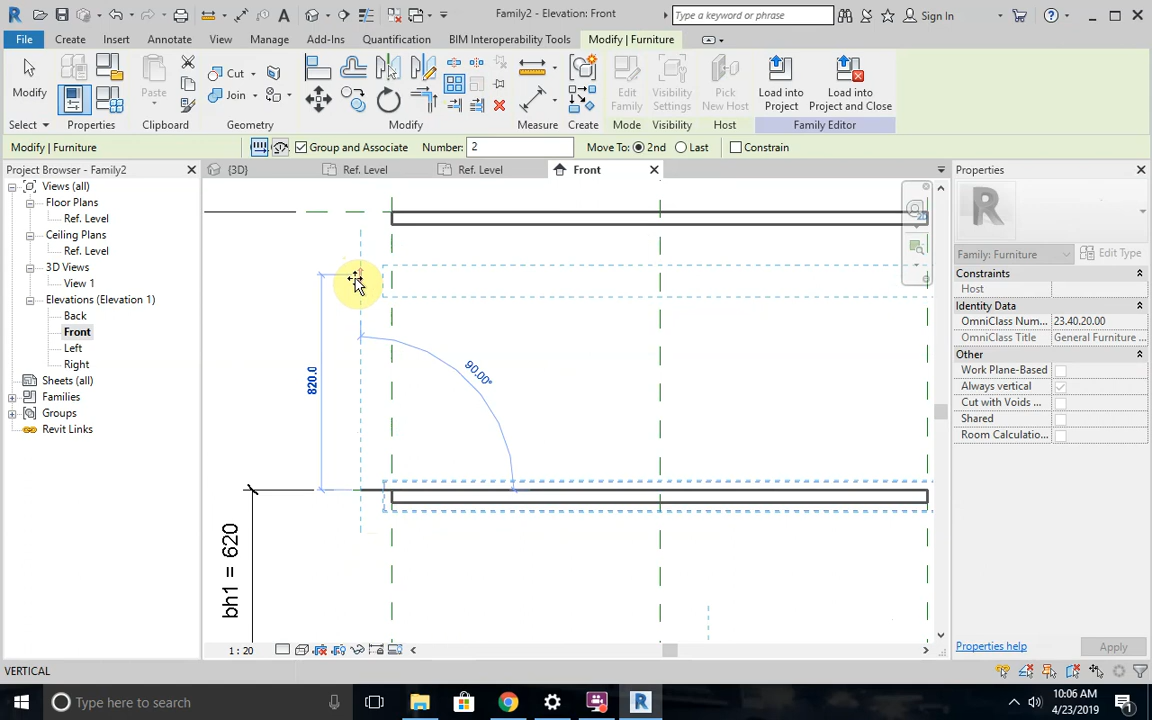 Family2 - Elevation: Front
Type a keyword or phrase
Sign In
File Create Insert Annotate View Manage Add-Ins Quantification BIM Interoperability Tools Modify | Furniture
Modify
Paste
Cut
Join
Edit Family
Visibility Settings
Pick New Host
Load into Project
Load into Project and Close
Select Properties Clipboard Geometry Modify Measure Create Mode Visibility Host Family Editor
Modify | Furniture Group and Associate Number: 2 Move To: 2nd Last Constrain
Project Browser - Family2
{3D} Ref. Level Ref. Level Front
Properties
Views (all)
Floor Plans
Ref. Level
Ceiling Plans
Ref. Level
3D Views
View 1
Elevations (Elevation 1)
Back
Front
Left
Right
Sheets (all)
Families
Groups
Revit Links
820.0
90.00°
bh1 = 620
Family: Furniture Edit Type
Constraints
Host
Identity Data
OmniClass Num... 23.40.20.00
OmniClass Title General Furniture ...
Other
Work Plane-Based
Always vertical
Cut with Voids ...
Shared
Room Calculatio...
Properties help Apply
1 : 20
VERTICAL
Type here to search
10:06 AM
4/23/2019
1